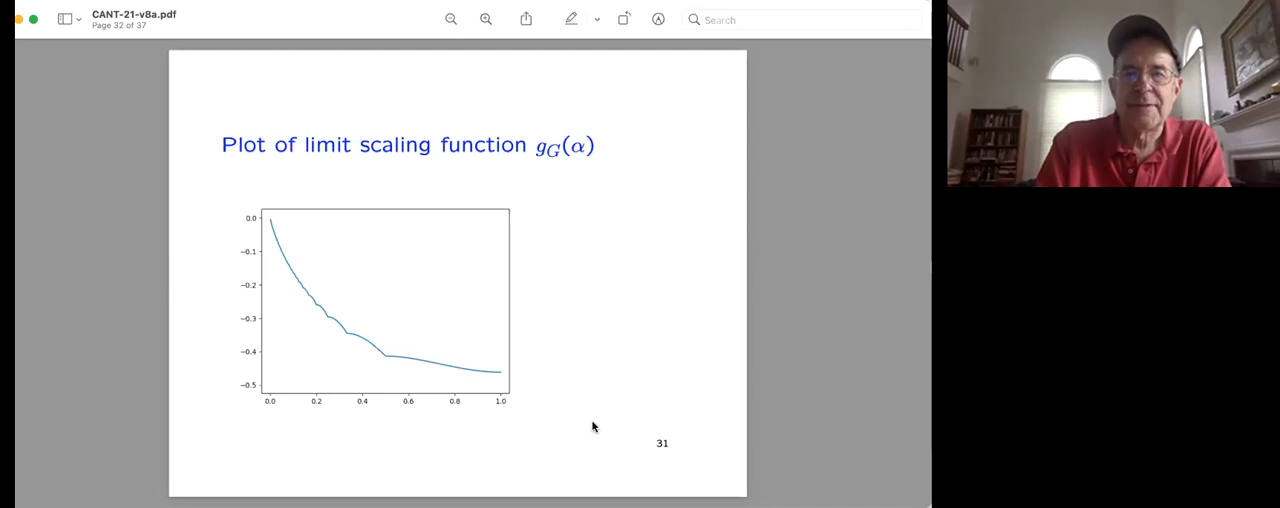 CANT-21-v8a.pdf
Page 32 of 37
Search
Plot of limit scaling function g_G(α)
0.0
−0.1
−0.2
−0.3
−0.4
−0.5
0.0 0.2 0.4 0.6 0.8 1.0
31